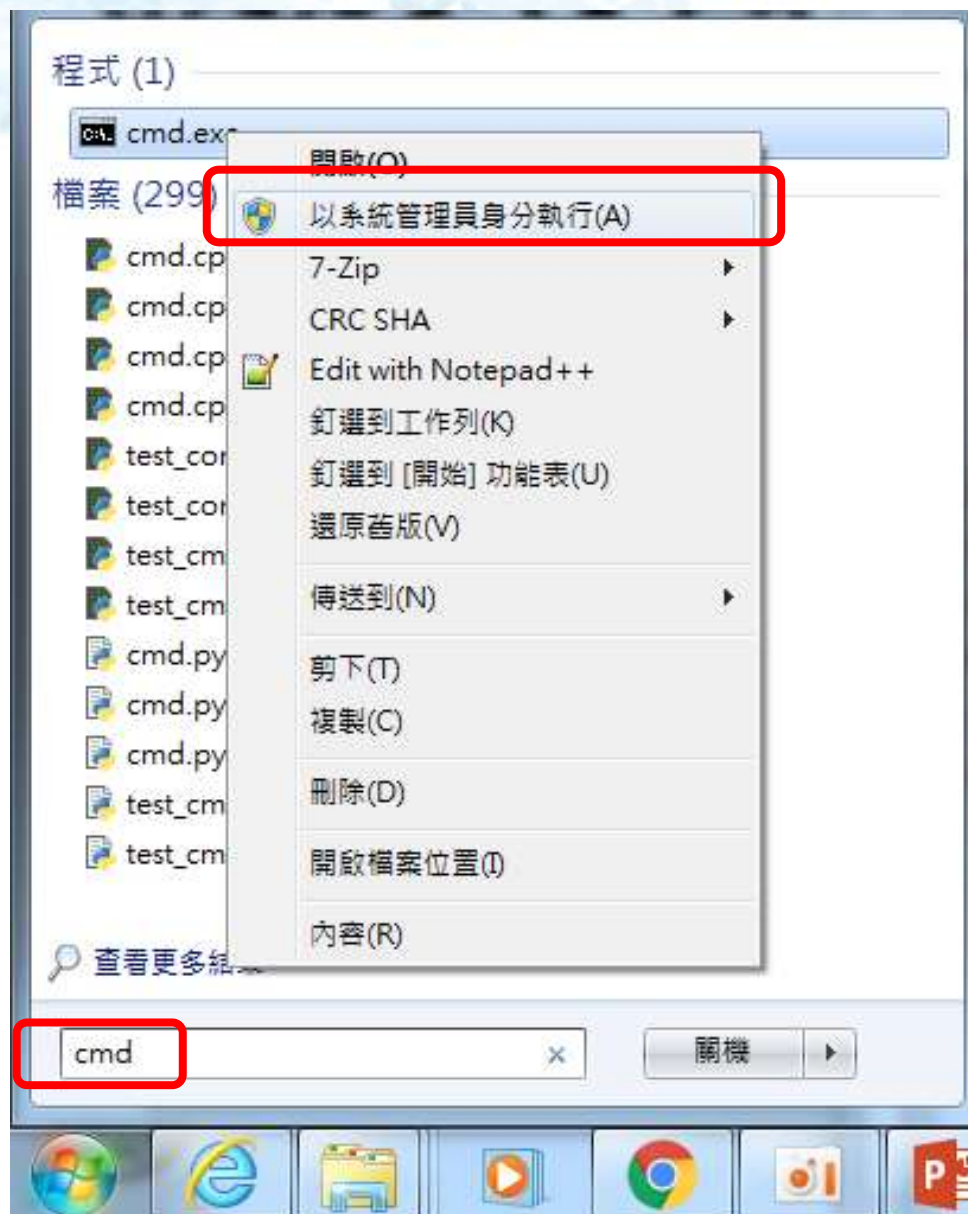 程式 (1)
cmd.exe
開啟(O)
檔案 (299)
以系統管理員身分執行(A)
cmd.cp
7-Zip
cmd.cp
CRC SHA
cmd.cp
Edit with Notepad++
cmd.cp
釘選到工作列(K)
test_cor
釘選到 [開始] 功能表(U)
test_cor
還原舊版(V)
test_cm
test_cm
傳送到(N)
cmd.py
剪下(T)
cmd.py
複製(C)
cmd.py
test_cm
刪除(D)
test_cm
開啟檔案位置(I)
內容(R)
查看更多結
cmd
關機